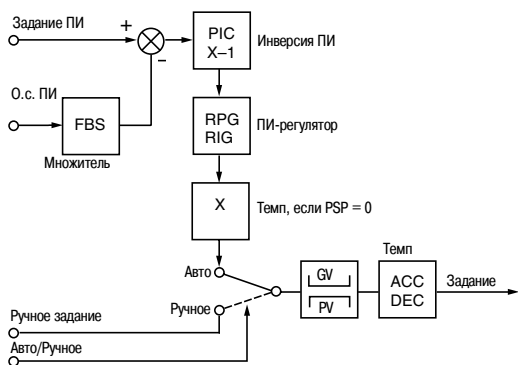 Задание ПИ
+
–
PIC
X–1
Инверсия ПИ
О.с. ПИ
FBS
Множитель
RPG
RIG
ПИ-регулятор
X
Темп, если PSP = 0
Авто
Темп
GV
PV
ACC
DEC
Задание
Ручное
Ручное задание
Авто/Ручное